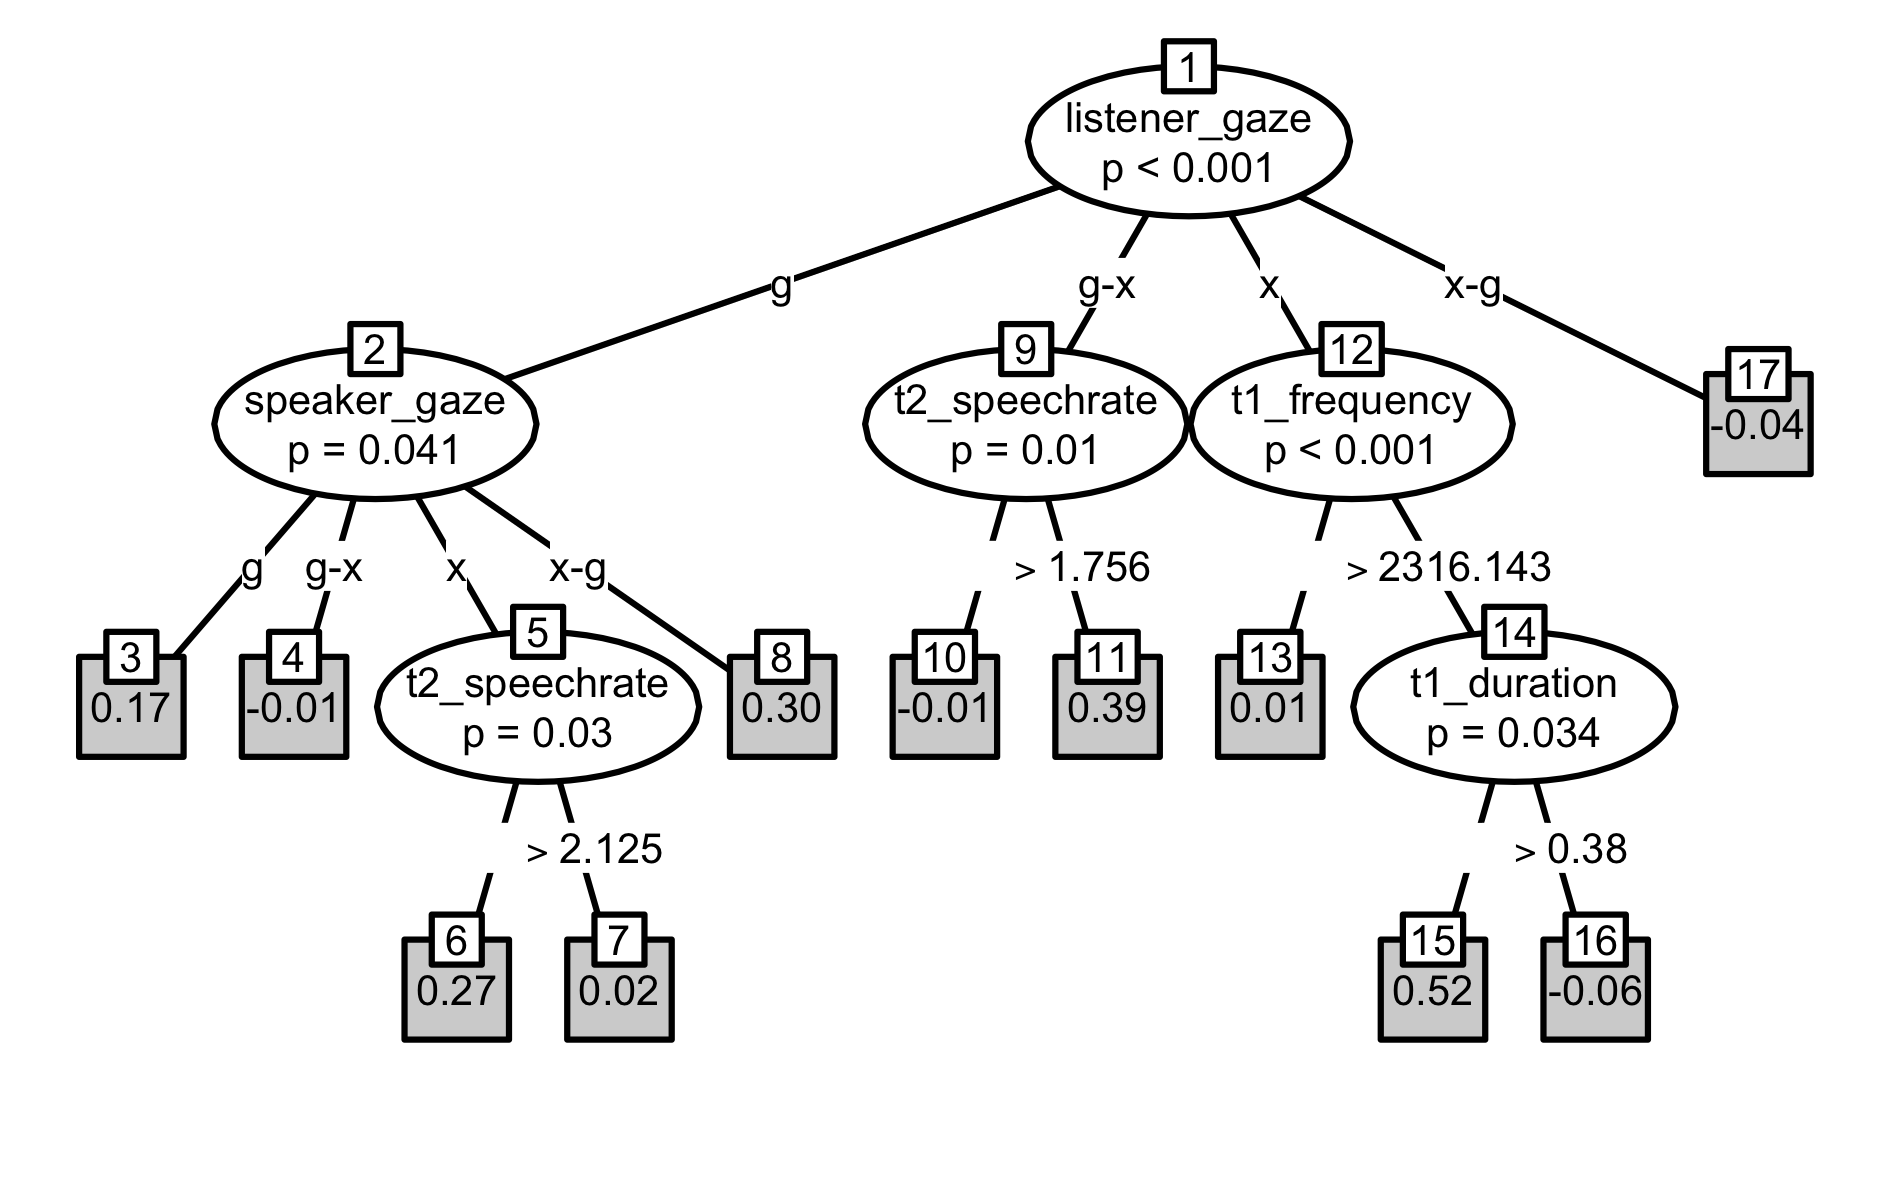 1
listener_gaze
p < 0.001
g
g-x
x
x-g
2
speaker_gaze
p = 0.041
9
t2_speechrate
p = 0.01
12
t1_frequency
p < 0.001
17
-0.04
g
g-x
x
x-g
> 1.756
> 2316.143
3
0.17
4
-0.01
5
t2_speechrate
p = 0.03
8
0.30
10
-0.01
11
0.39
13
0.01
14
t1_duration
p = 0.034
> 2.125
> 0.38
6
0.27
7
0.02
15
0.52
16
-0.06